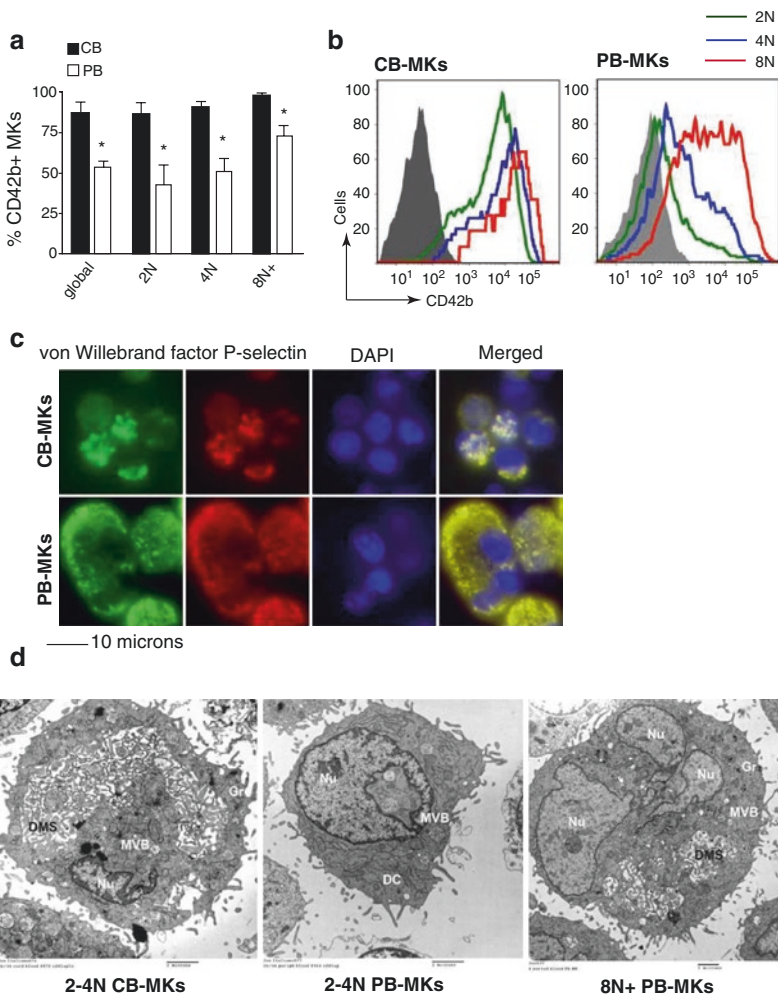 a
CB
PB
% CD42b+ MKs
100
75
50
25
0
*
*
*
*
global
2N
4N
8N+
b
2N
4N
8N
CB-MKs
PB-MKs
Cells
100
80
60
40
20
10¹ 10² 10³ 10⁴ 10⁵
CD42b
100
80
60
40
20
10¹ 10² 10³ 10⁴ 10⁵
c
von Willebrand factor P-selectin DAPI Merged
CB-MKs
PB-MKs
10 microns
d
DMS
MVB
Gr
Nu
Nu
MVB
DC
Nu
Nu
Nu
Gr
MVB
DMS
2-4N CB-MKs
2-4N PB-MKs
8N+ PB-MKs